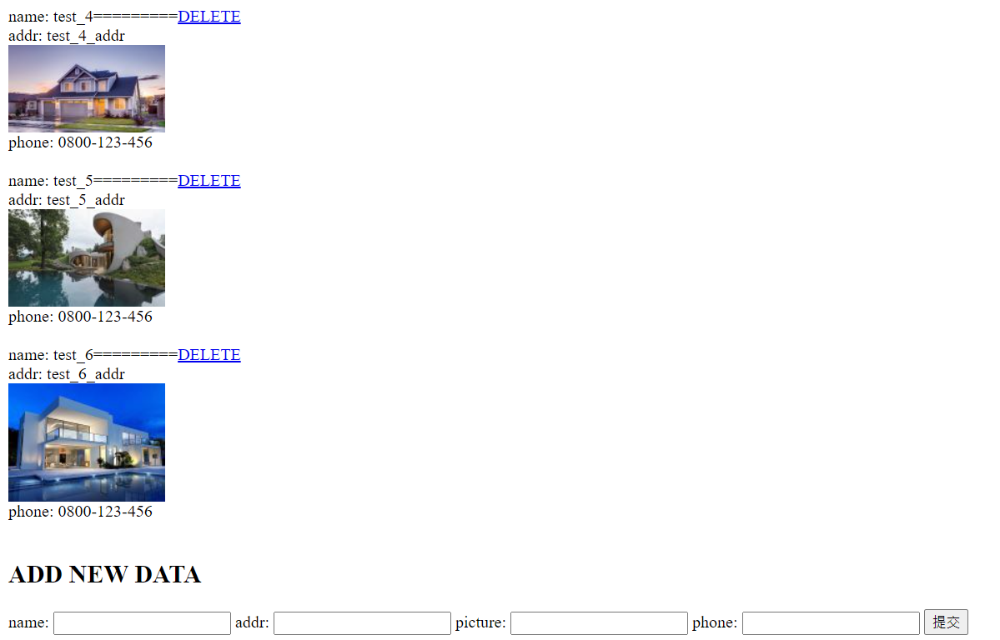 name: test_4=========DELETE
addr: test_4_addr
phone: 0800-123-456
name: test_5=========DELETE
addr: test_5_addr
phone: 0800-123-456
name: test_6=========DELETE
addr: test_6_addr
phone: 0800-123-456
ADD NEW DATA
name: addr: picture: phone: 提交